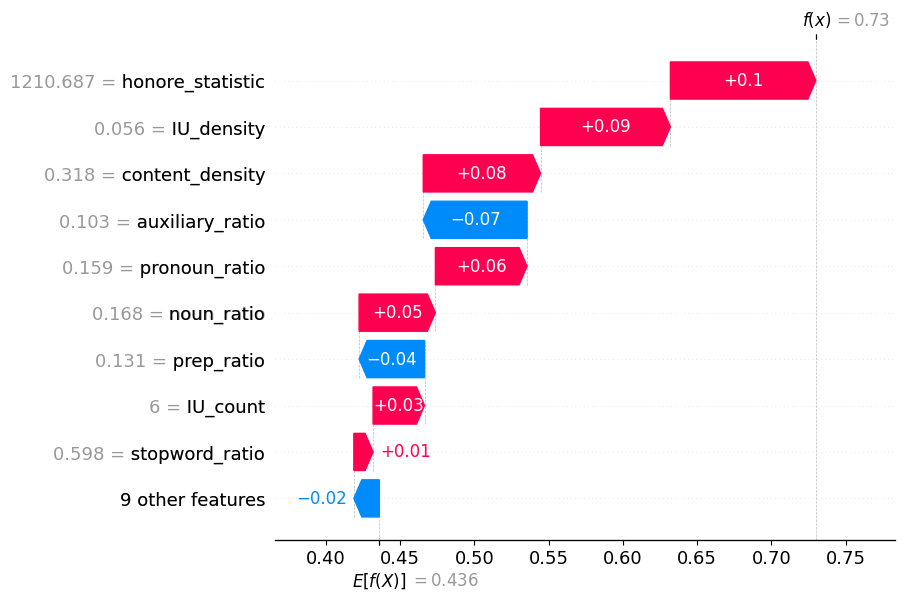 f(x) = 0.73
1210.687 = honore_statistic
+0.1
0.056 = IU_density
+0.09
0.318 = content_density
+0.08
0.103 = auxiliary_ratio
−0.07
0.159 = pronoun_ratio
+0.06
0.168 = noun_ratio
+0.05
0.131 = prep_ratio
−0.04
6 = IU_count
+0.03
0.598 = stopword_ratio
+0.01
9 other features
−0.02
0.40 0.45 0.50 0.55 0.60 0.65 0.70 0.75
E[f(X)] = 0.436